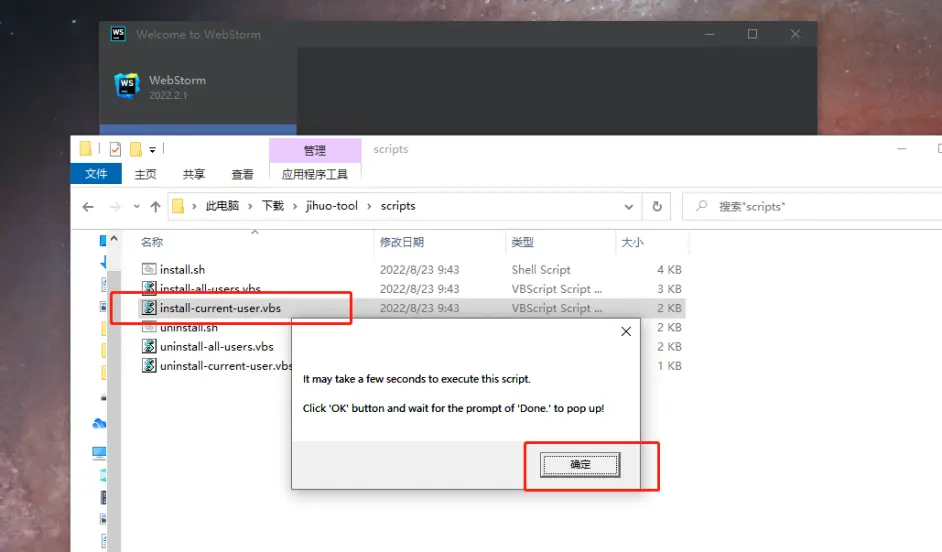 WS Welcome to WebStorm
WS WebStorm
2022.2.1
管理 scripts
文件 主页 共享 查看 应用程序工具
此电脑 › 下载 › jihuo-tool › scripts 搜索"scripts"
名称 修改日期 类型 大小
install.sh 2022/8/23 9:43 Shell Script 4 KB
install-all-users.vbs 2022/8/23 9:43 VBScript Script ... 3 KB
install-current-user.vbs 2022/8/23 9:43 VBScript Script ... 2 KB
uninstall.sh 2 KB
uninstall-all-users.vbs 2 KB
uninstall-current-user.vbs 1 KB
It may take a few seconds to execute this script.
Click 'OK' button and wait for the prompt of 'Done.' to pop up!
确定